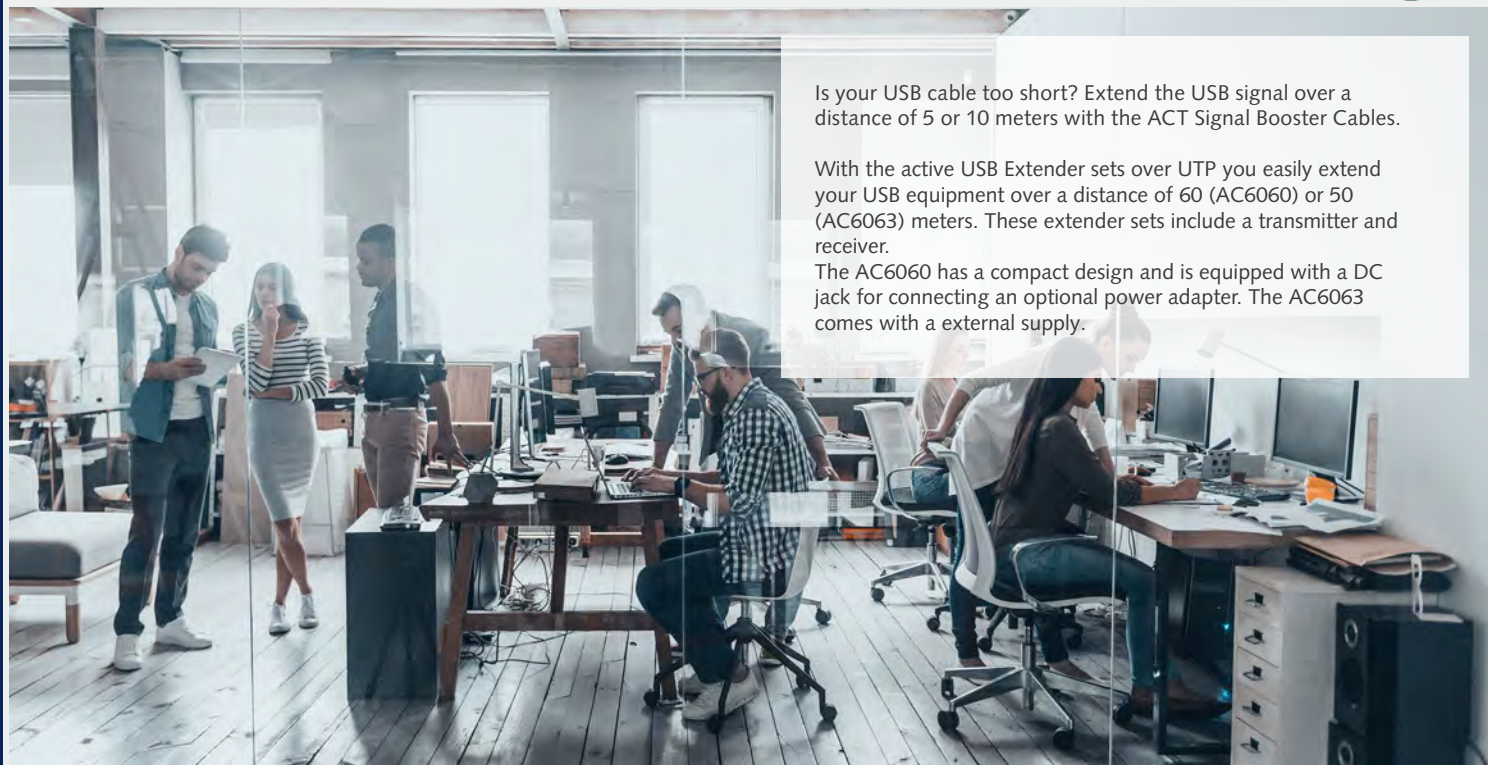 Is your USB cable too short? Extend the USB signal over a
distance of 5 or 10 meters with the ACT Signal Booster Cables.
With the active USB Extender sets over UTP you easily extend
your USB equipment over a distance of 60 (AC6060) or 50
(AC6063) meters. These extender sets include a transmitter and
receiver.
The AC6060 has a compact design and is equipped with a DC
jack for connecting an optional power adapter. The AC6063
comes with a external supply.